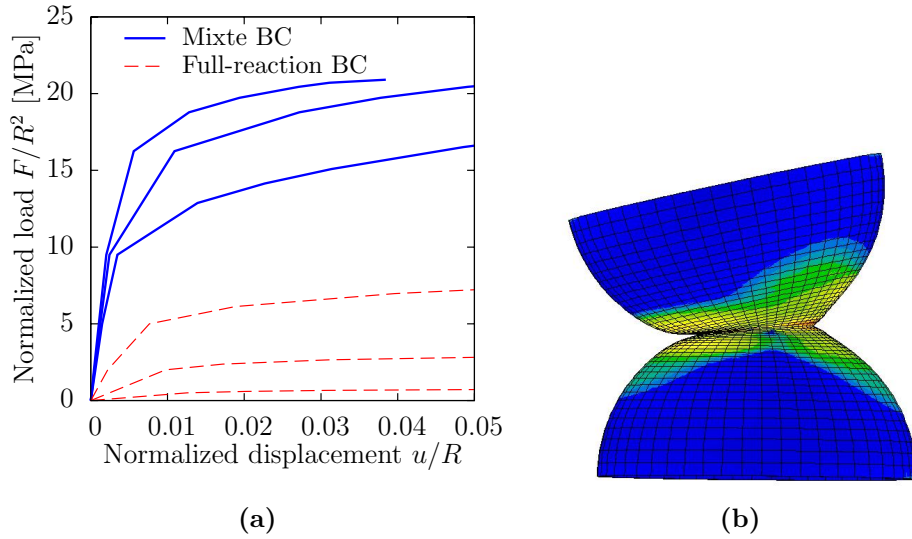 25
20
15
10
5
0
Normalized load F/R² [MPa]
Mixte BC
Full-reaction BC
0 0.01 0.02 0.03 0.04 0.05
Normalized displacement u/R
(a)
(b)